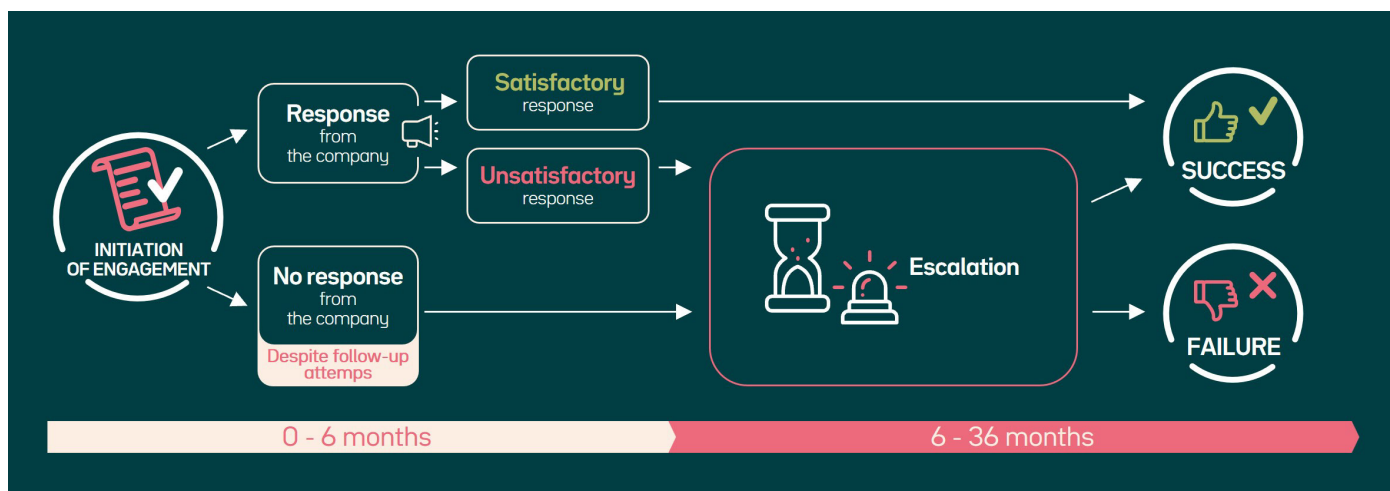 INITIATION
OF ENGAGEMENT
Response
from
the company
No response
from
the company
Despite follow-up
attemps
Satisfactory
response
Unsatisfactory
response
Escalation
SUCCESS
FAILURE
0 - 6 months
6 - 36 months